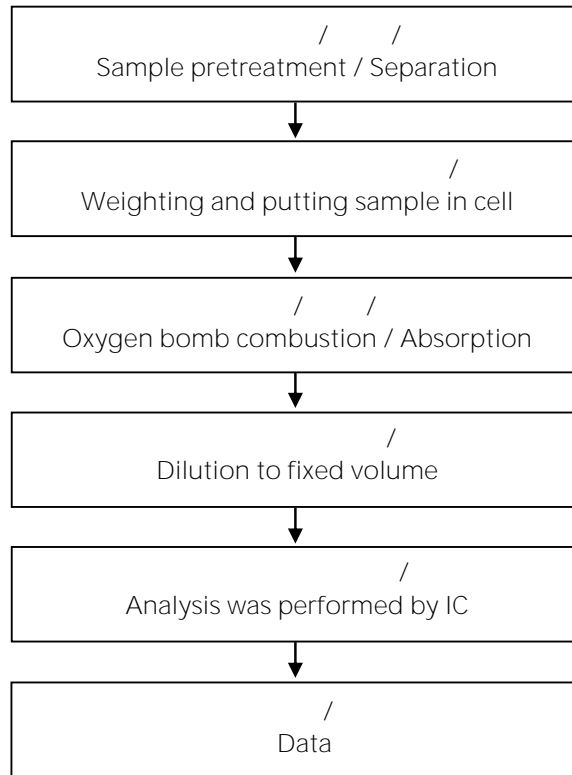 / /
Sample pretreatment / Separation
/
Weighting and putting sample in cell
/ /
Oxygen bomb combustion / Absorption
/
Dilution to fixed volume
/
Analysis was performed by IC
/
Data